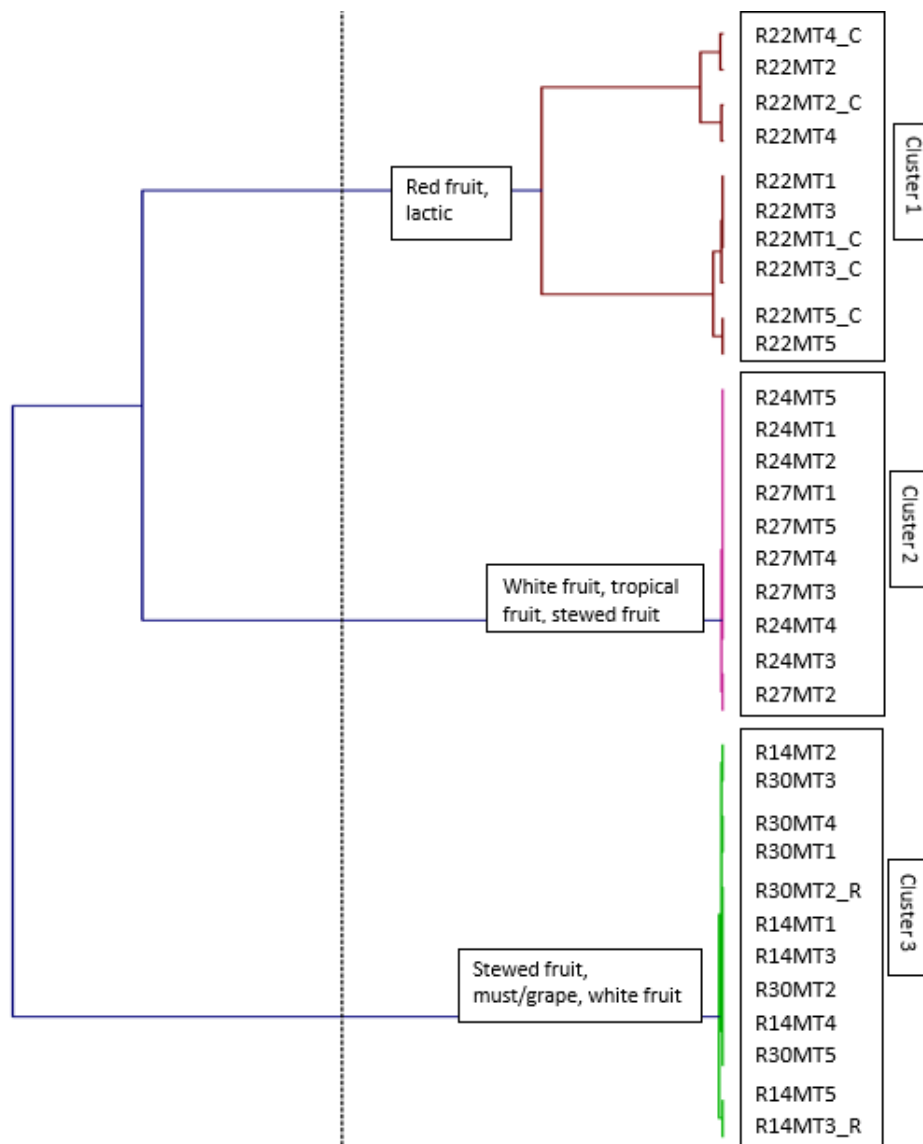 R22MT4_C
R22MT2
R22MT2_C
R22MT4
R22MT1
R22MT3
R22MT1_C
R22MT3_C
R22MT5_C
R22MT5
Cluster 1
Red fruit,
lactic
R24MT5
R24MT1
R24MT2
R27MT1
R27MT5
R27MT4
R27MT3
R24MT4
R24MT3
R27MT2
Cluster 2
White fruit, tropical
fruit, stewed fruit
R14MT2
R30MT3
R30MT4
R30MT1
R30MT2_R
R14MT1
R14MT3
R30MT2
R14MT4
R30MT5
R14MT5
R14MT3_R
Cluster 3
Stewed fruit,
must/grape, white fruit